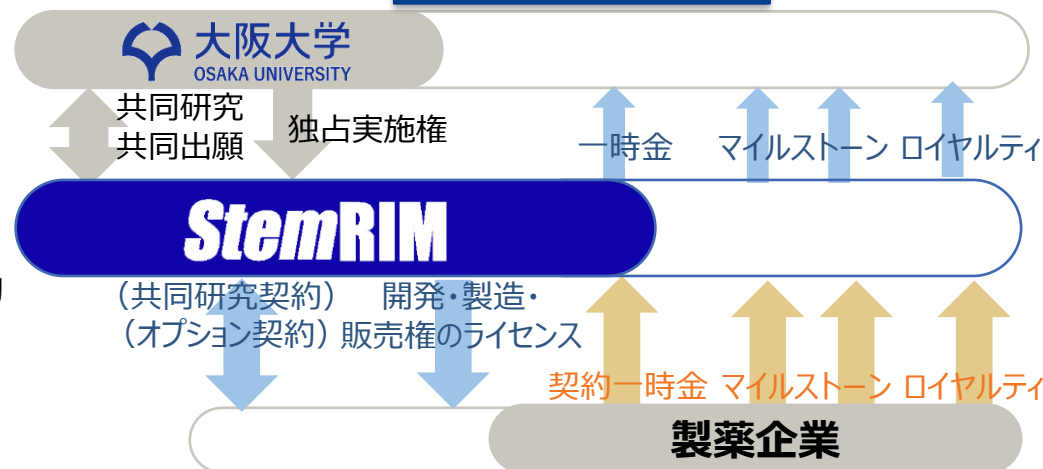 大阪大学
OSAKA UNIVERSITY
共同研究
共同出願
独占実施権
一時金
マイルストーン
ロイヤルティ
StemRIM
（共同研究契約）
（オプション契約）
開発・製造・
販売権のライセンス
契約一時金
マイルストーン
ロイヤルティ
製薬企業